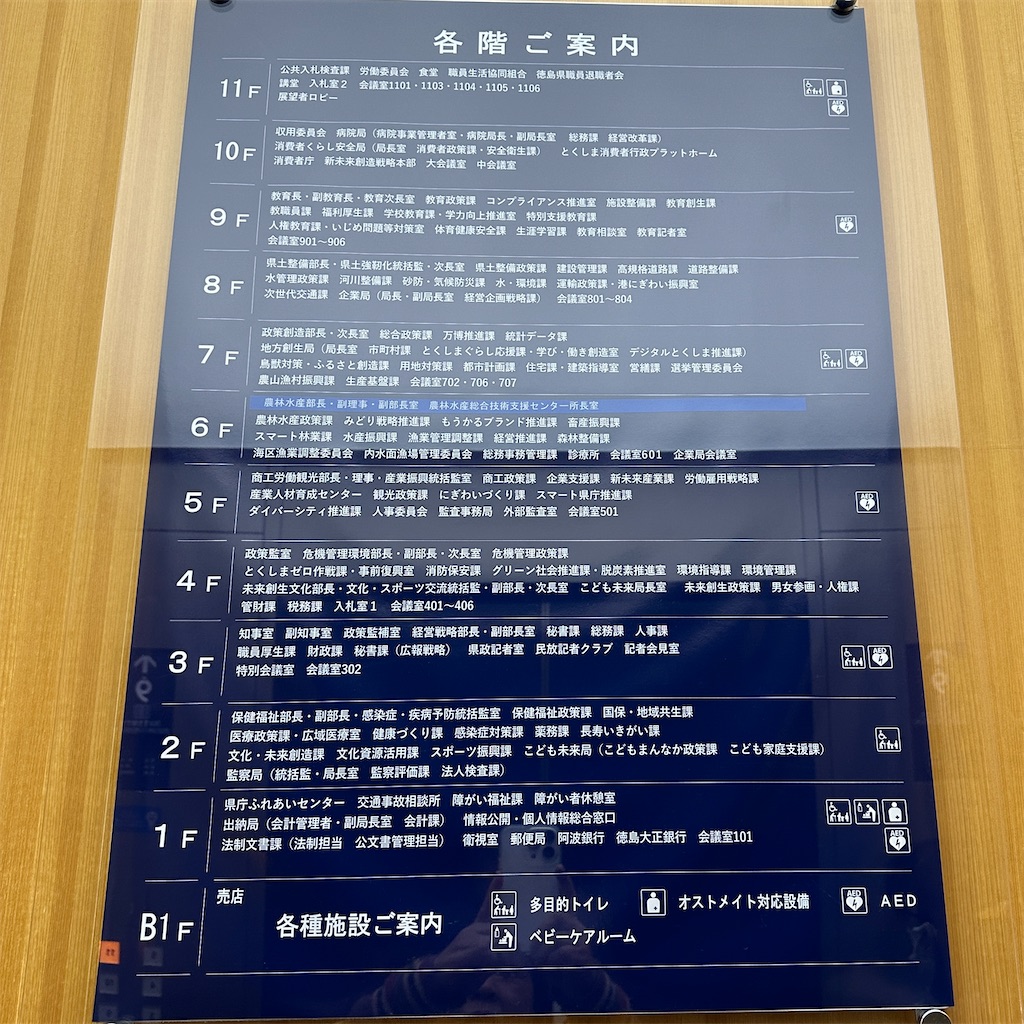 各階ご案内
11F
公共入札検査課　労働委員会　食堂　職員生活協同組合　徳島県職員退職者会
講堂　入札室２　会議室1101・1103・1104・1105・1106
展望者ロビー
AED
10F
収用委員会　病院局（病院事業管理者室・病院局長・副局長室　総務課　経営改革課）
消費者くらし安全局（局長室　消費者政策課・安全衛生課）　とくしま消費者行政プラットホーム
消費者庁　新未来創造戦略本部　大会議室　中会議室
9F
教育長・副教育長・教育次長室　教育政策課　コンプライアンス推進室　施設整備課　教育創生課
教職員課　福利厚生課　学校教育課・学力向上推進室　特別支援教育課
人権教育課・いじめ問題等対策室　体育健康安全課　生涯学習課　教育相談室　教育記者室
会議室901～906
AED
8F
県土整備部長・県土強靭化統括監・次長室　県土整備政策課　建設管理課　高規格道路課　道路整備課
水管理政策課　河川整備課　砂防・気候防災課　水・環境課　運輸政策課・港にぎわい振興室
次世代交通課　企業局（局長・副局長室　経営企画戦略課）　会議室801～804
7F
政策創造部長・次長室　総合政策課　万博推進課　統計データ課
地方創生局（局長室　市町村課　とくしまぐらし応援課・学び・働き創造室　デジタルとくしま推進課）
鳥獣対策・ふるさと創造課　用地対策課　都市計画課　住宅課・建築指導室　営繕課　選挙管理委員会
農山漁村振興課　生産基盤課　会議室702・706・707
AED
6F
農林水産部長・副理事・副部長室　農林水産総合技術支援センター所長室
農林水産政策課　みどり戦略推進課　もうかるブランド推進課　畜産振興課
スマート林業課　水産振興課　漁業管理調整課　経営推進課　森林整備課
海区漁業調整委員会　内水面漁場管理委員会　総務事務管理課　診療所　会議室601　企業局会議室
5F
商工労働観光部長・理事・産業振興統括監室　商工政策課　企業支援課　新未来産業課　労働雇用戦略課
産業人材育成センター　観光政策課　にぎわいづくり課　スマート県庁推進課
ダイバーシティ推進課　人事委員会　監査事務局　外部監査室　会議室501
AED
4F
政策監室　危機管理環境部長・副部長・次長室　危機管理政策課
とくしまゼロ作戦課・事前復興室　消防保安課　グリーン社会推進課・脱炭素推進室　環境指導課　環境管理課
未来創生文化部長・文化・スポーツ交流統括監・副部長・次長室　こども未来局長室　未来創生政策課　男女参画・人権課
管財課　税務課　入札室１　会議室401～406
3F
知事室　副知事室　政策監補室　経営戦略部長・副部長室　秘書課　総務課　人事課
職員厚生課　財政課　秘書課（広報戦略）　県政記者室　民放記者クラブ　記者会見室
特別会議室　会議室302
AED
2F
保健福祉部長・副部長・感染症・疾病予防統括監室　保健福祉政策課　国保・地域共生課
医療政策課・広域医療室　健康づくり課　感染症対策課　薬務課　長寿いきがい課
文化・未来創造課　文化資源活用課　スポーツ振興課　こども未来局（こどもまんなか政策課　こども家庭支援課）
監察局（統括監・局長室　監察評価課　法人検査課）
1F
県庁ふれあいセンター　交通事故相談所　障がい福祉課　障がい者休憩室
出納局（会計管理者・副局長室　会計課）　情報公開・個人情報総合窓口
法制文書課（法制担当　公文書管理担当）　衛視室　郵便局　阿波銀行　徳島大正銀行　会議室101
AED
B1F
売店
各種施設ご案内
多目的トイレ　オストメイト対応設備　AED　AED
ベビーケアルーム